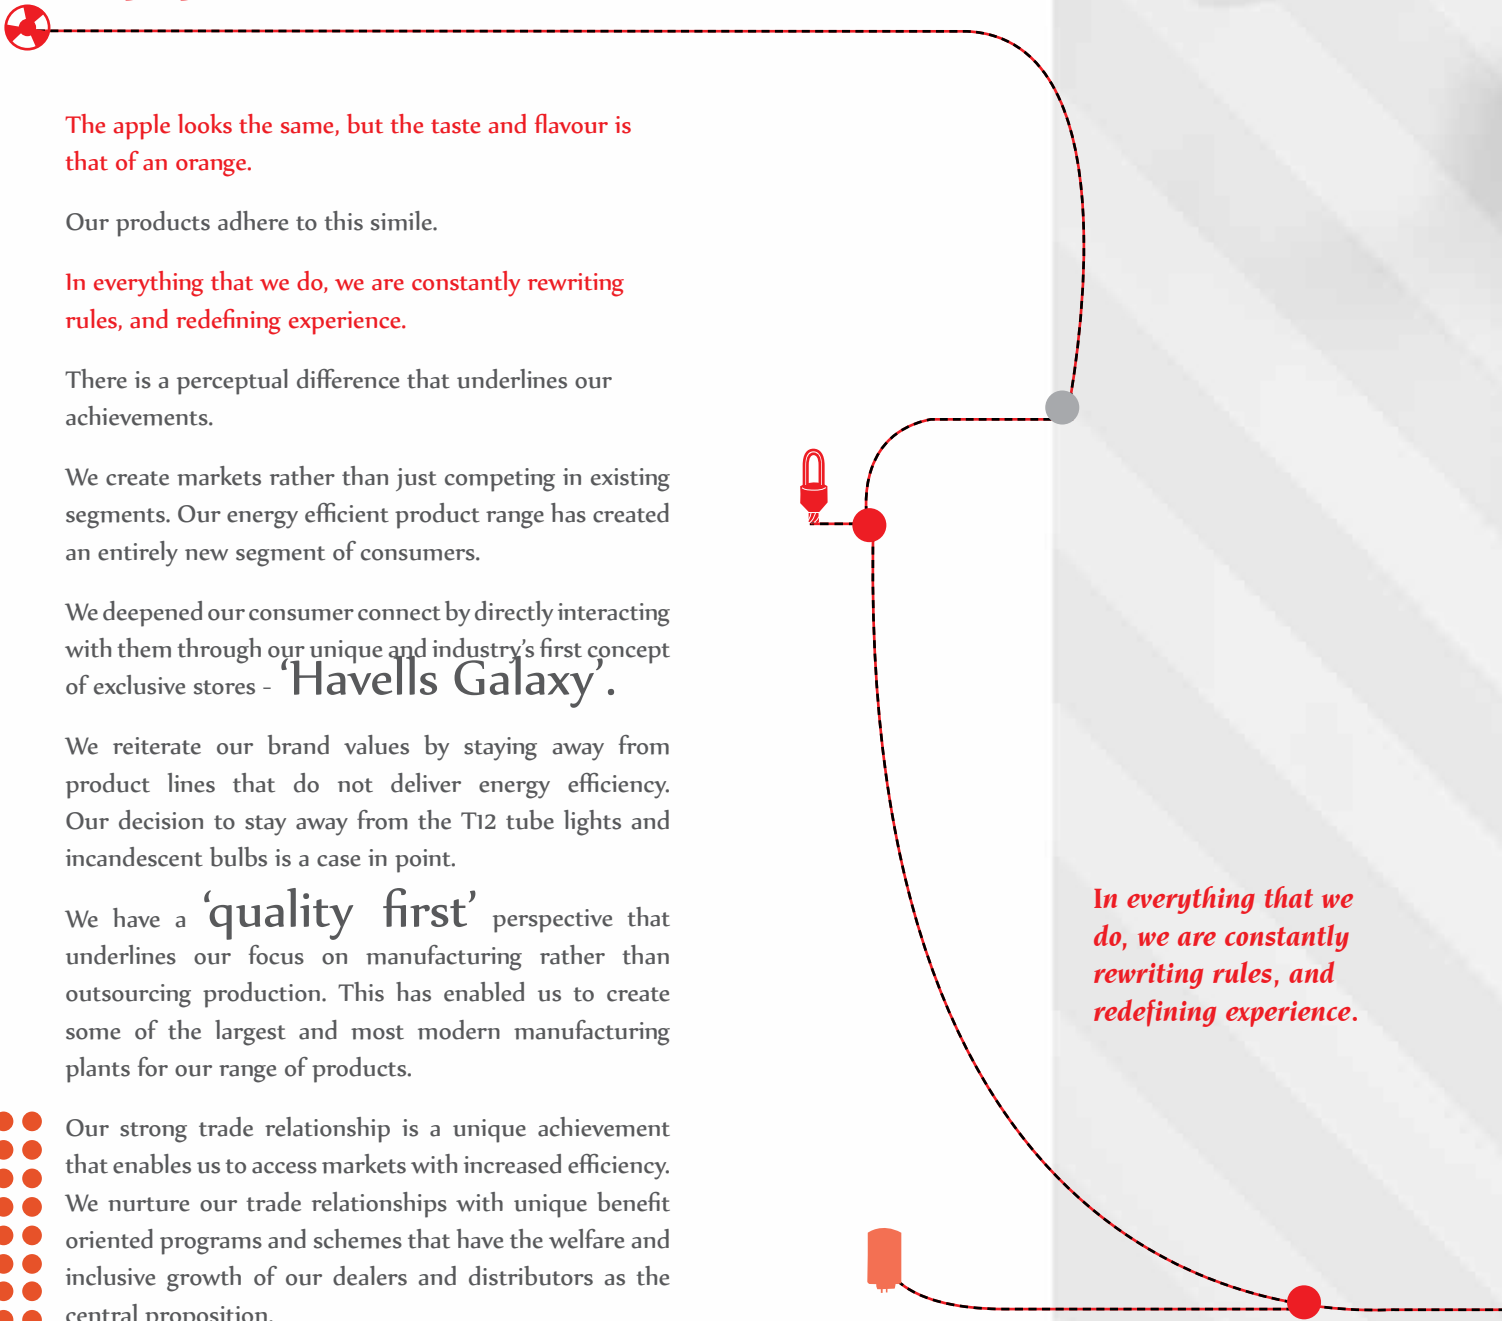 The apple looks the same, but the taste and flavour is
that of an orange.
Our products adhere to this simile.
In everything that we do, we are constantly rewriting
rules, and redefining experience.
There is a perceptual difference that underlines our
achievements.
We create markets rather than just competing in existing
segments. Our energy efficient product range has created
an entirely new segment of consumers.
We deepened our consumer connect by directly interacting
with them through our unique and industry's first concept
of exclusive stores - 'Havells Galaxy'.
We reiterate our brand values by staying away from
product lines that do not deliver energy efficiency.
Our decision to stay away from the T12 tube lights and
incandescent bulbs is a case in point.
We have a 'quality first' perspective that
underlines our focus on manufacturing rather than
outsourcing production. This has enabled us to create
some of the largest and most modern manufacturing
plants for our range of products.
Our strong trade relationship is a unique achievement
that enables us to access markets with increased efficiency.
We nurture our trade relationships with unique benefit
oriented programs and schemes that have the welfare and
inclusive growth of our dealers and distributors as the
central proposition.
In everything that we
do, we are constantly
rewriting rules, and
redefining experience.